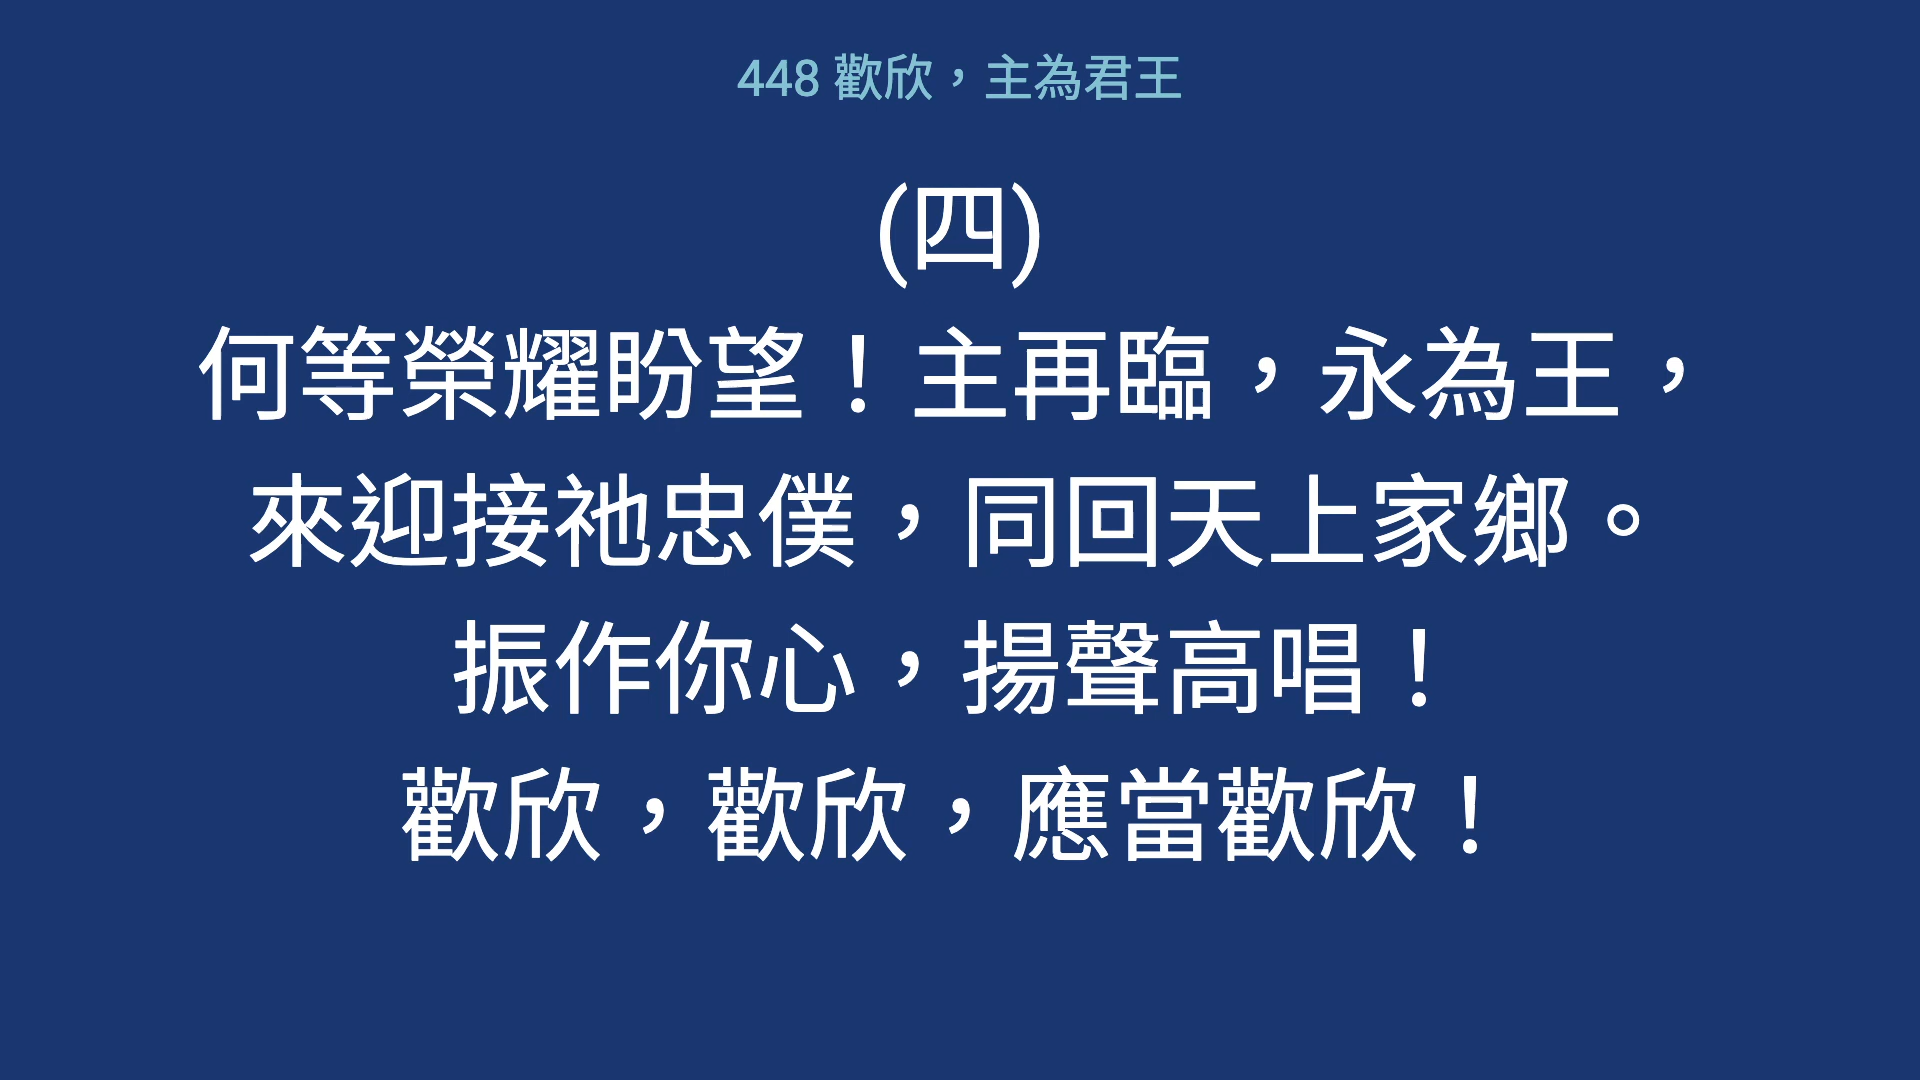 448 歡欣，主為君王
(四)
何等榮耀盼望！主再臨，永為王，
來迎接祂忠僕，同回天上家鄉。
振作你心，揚聲高唱！
歡欣，歡欣，應當歡欣！